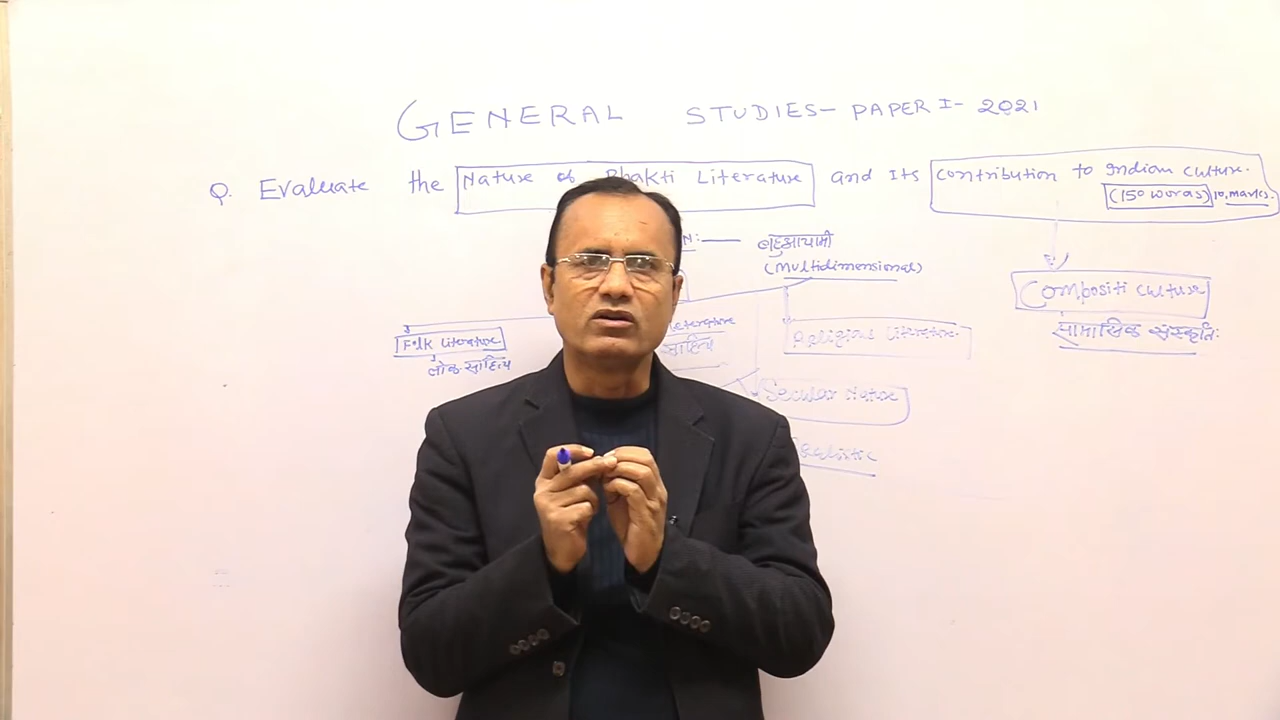 GENERAL STUDIES- PAPER I- 2021
Q. Evaluate the Nature of Bhakti Literature and Its Contribution to Indian Culture.
(150 words) 10, marks.
N:— बहुआयामी
(multidimensional)
Compositi culture
सामासिक संस्कृति
Folk Literature
लोक साहित्य
साहित्य
Religious Literature
Secular Nature